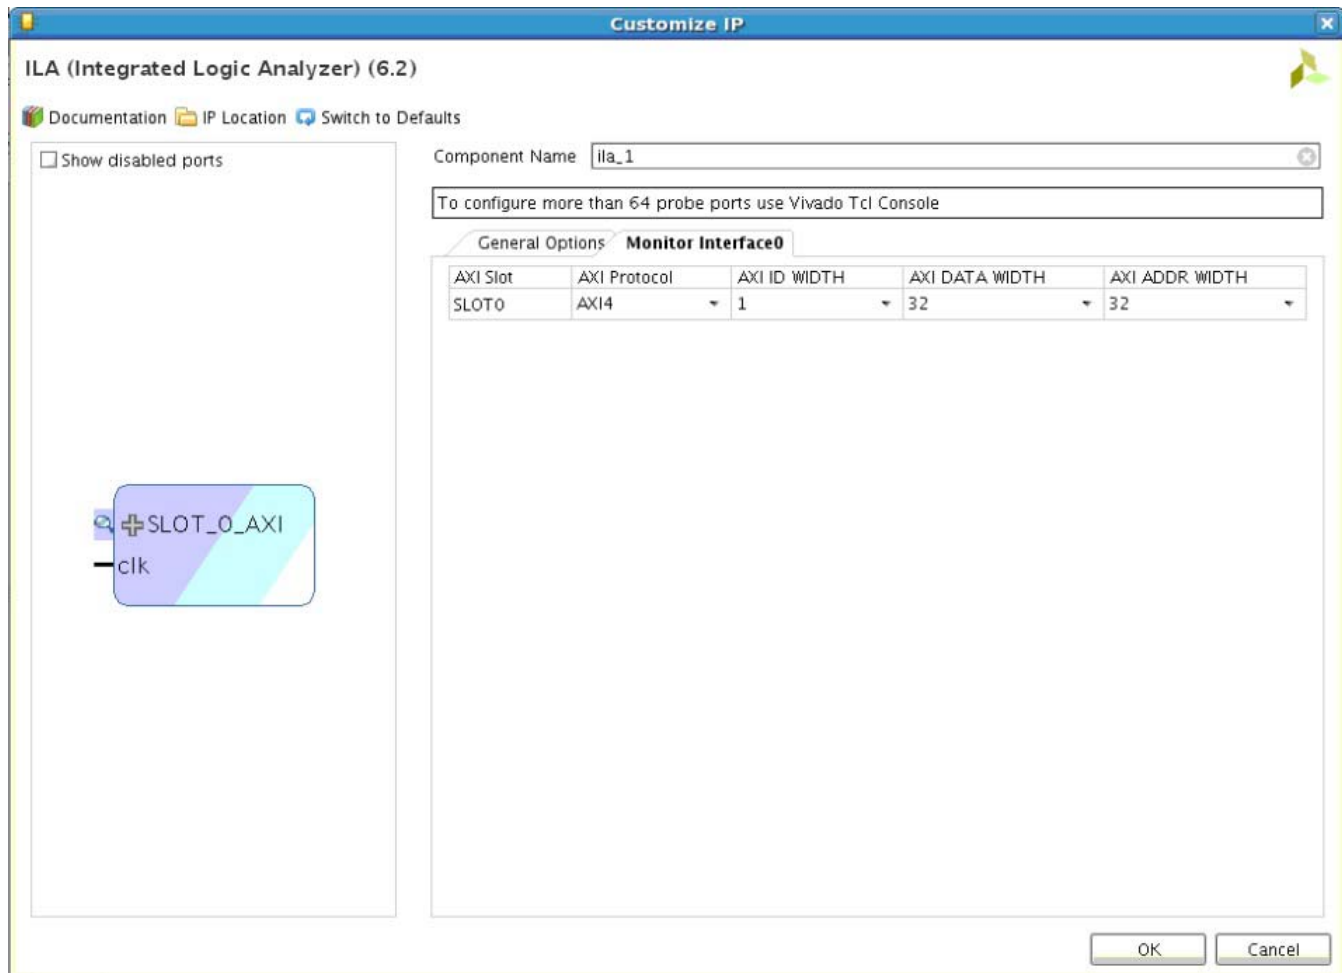 Customize IP
ILA (Integrated Logic Analyzer) (6.2)
Documentation IP Location Switch to Defaults
Show disabled ports
Component Name ila_1
To configure more than 64 probe ports use Vivado Tcl Console
General Options Monitor Interface0
AXI Slot AXI Protocol AXI ID WIDTH AXI DATA WIDTH AXI ADDR WIDTH
SLOT0 AXI4 1 32 32
SLOT_0_AXI
clk
OK Cancel